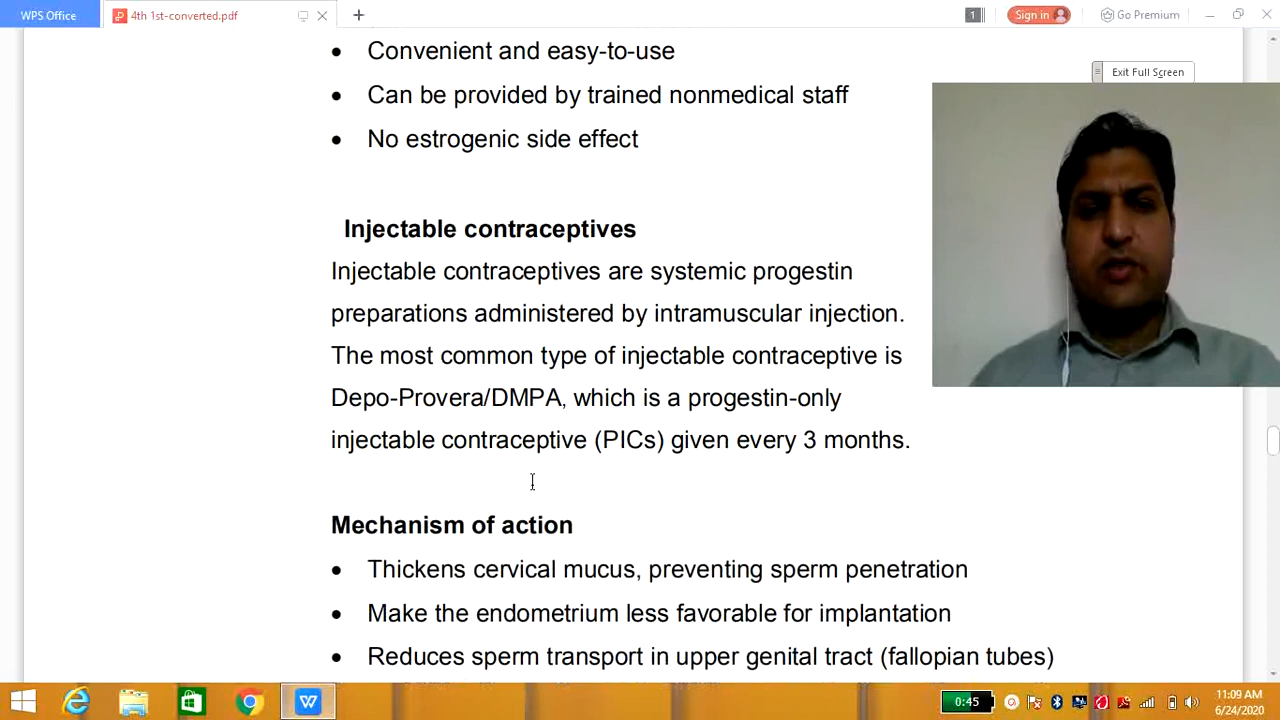 WPS Office
4th 1st-converted.pdf
1
Sign in
Go Premium
• Convenient and easy-to-use
Exit Full Screen
• Can be provided by trained nonmedical staff
• No estrogenic side effect
Injectable contraceptives
Injectable contraceptives are systemic progestin
preparations administered by intramuscular injection.
The most common type of injectable contraceptive is
Depo-Provera/DMPA, which is a progestin-only
injectable contraceptive (PICs) given every 3 months.
Mechanism of action
• Thickens cervical mucus, preventing sperm penetration
• Make the endometrium less favorable for implantation
• Reduces sperm transport in upper genital tract (fallopian tubes)
0:45
11:09 AM
6/24/2020